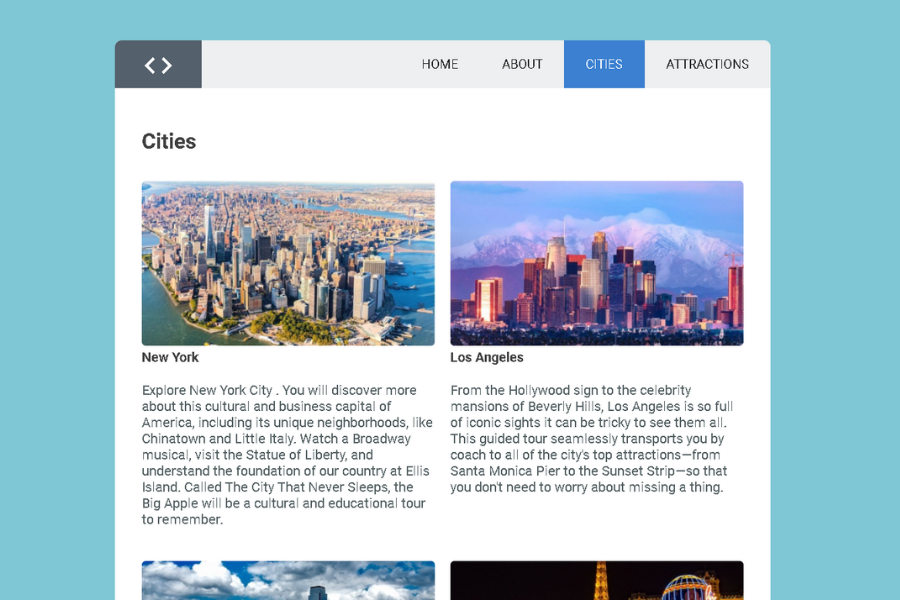 HOME ABOUT CITIES ATTRACTIONS
Cities
New York
Explore New York City . You will discover more
about this cultural and business capital of
America, including its unique neighborhoods, like
Chinatown and Little Italy. Watch a Broadway
musical, visit the Statue of Liberty, and
understand the foundation of our country at Ellis
Island. Called The City That Never Sleeps, the
Big Apple will be a cultural and educational tour
to remember.
Los Angeles
From the Hollywood sign to the celebrity
mansions of Beverly Hills, Los Angeles is so full
of iconic sights it can be tricky to see them all.
This guided tour seamlessly transports you by
coach to all of the city's top attractions—from
Santa Monica Pier to the Sunset Strip—so that
you don't need to worry about missing a thing.